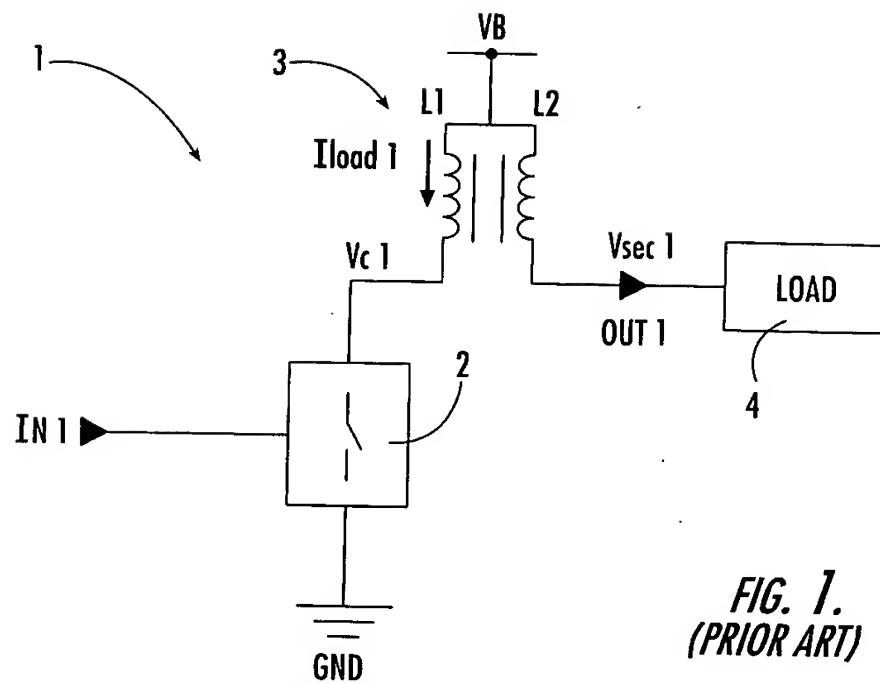 VB
1
3
L1
L2
Iload 1
Vc 1
Vsec 1
LOAD
OUT 1
2
4
IN 1
GND
FIG. 1.
(PRIOR ART)